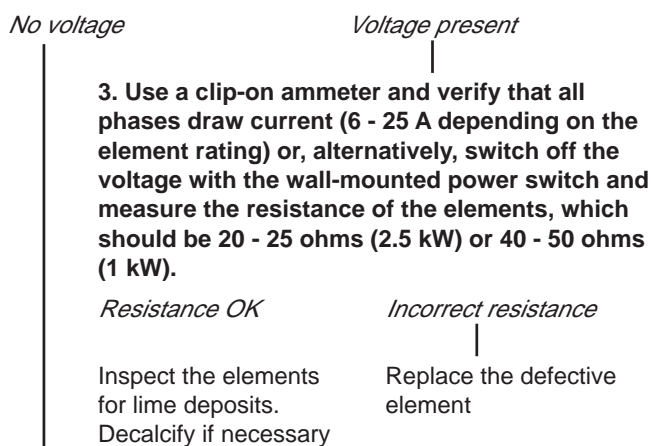 No voltage Voltage present
3. Use a clip-on ammeter and verify that all
phases draw current (6 - 25 A depending on the
element rating) or, alternatively, switch off the
voltage with the wall-mounted power switch and
measure the resistance of the elements, which
should be 20 - 25 ohms (2.5 kW) or 40 - 50 ohms
(1 kW).
Resistance OK Incorrect resistance
Inspect the elements
for lime deposits.
Decalcify if necessary
Replace the defective
element